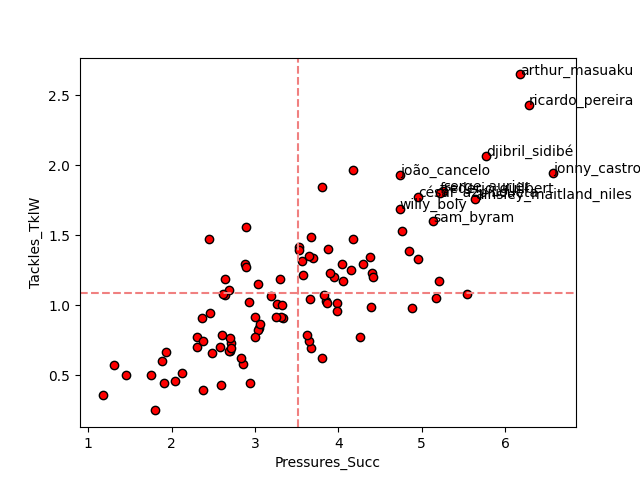 arthur_masuaku
2.5
ricardo_pereira
djibril_sidibé
2.0
joão_cancelo
jonny_castro
ainsley_maitland_niles
willy_boly
sam_byram
1.5
1.0
0.5
Tackles_TklW
1 2 3 4 5 6
Pressures_Succ